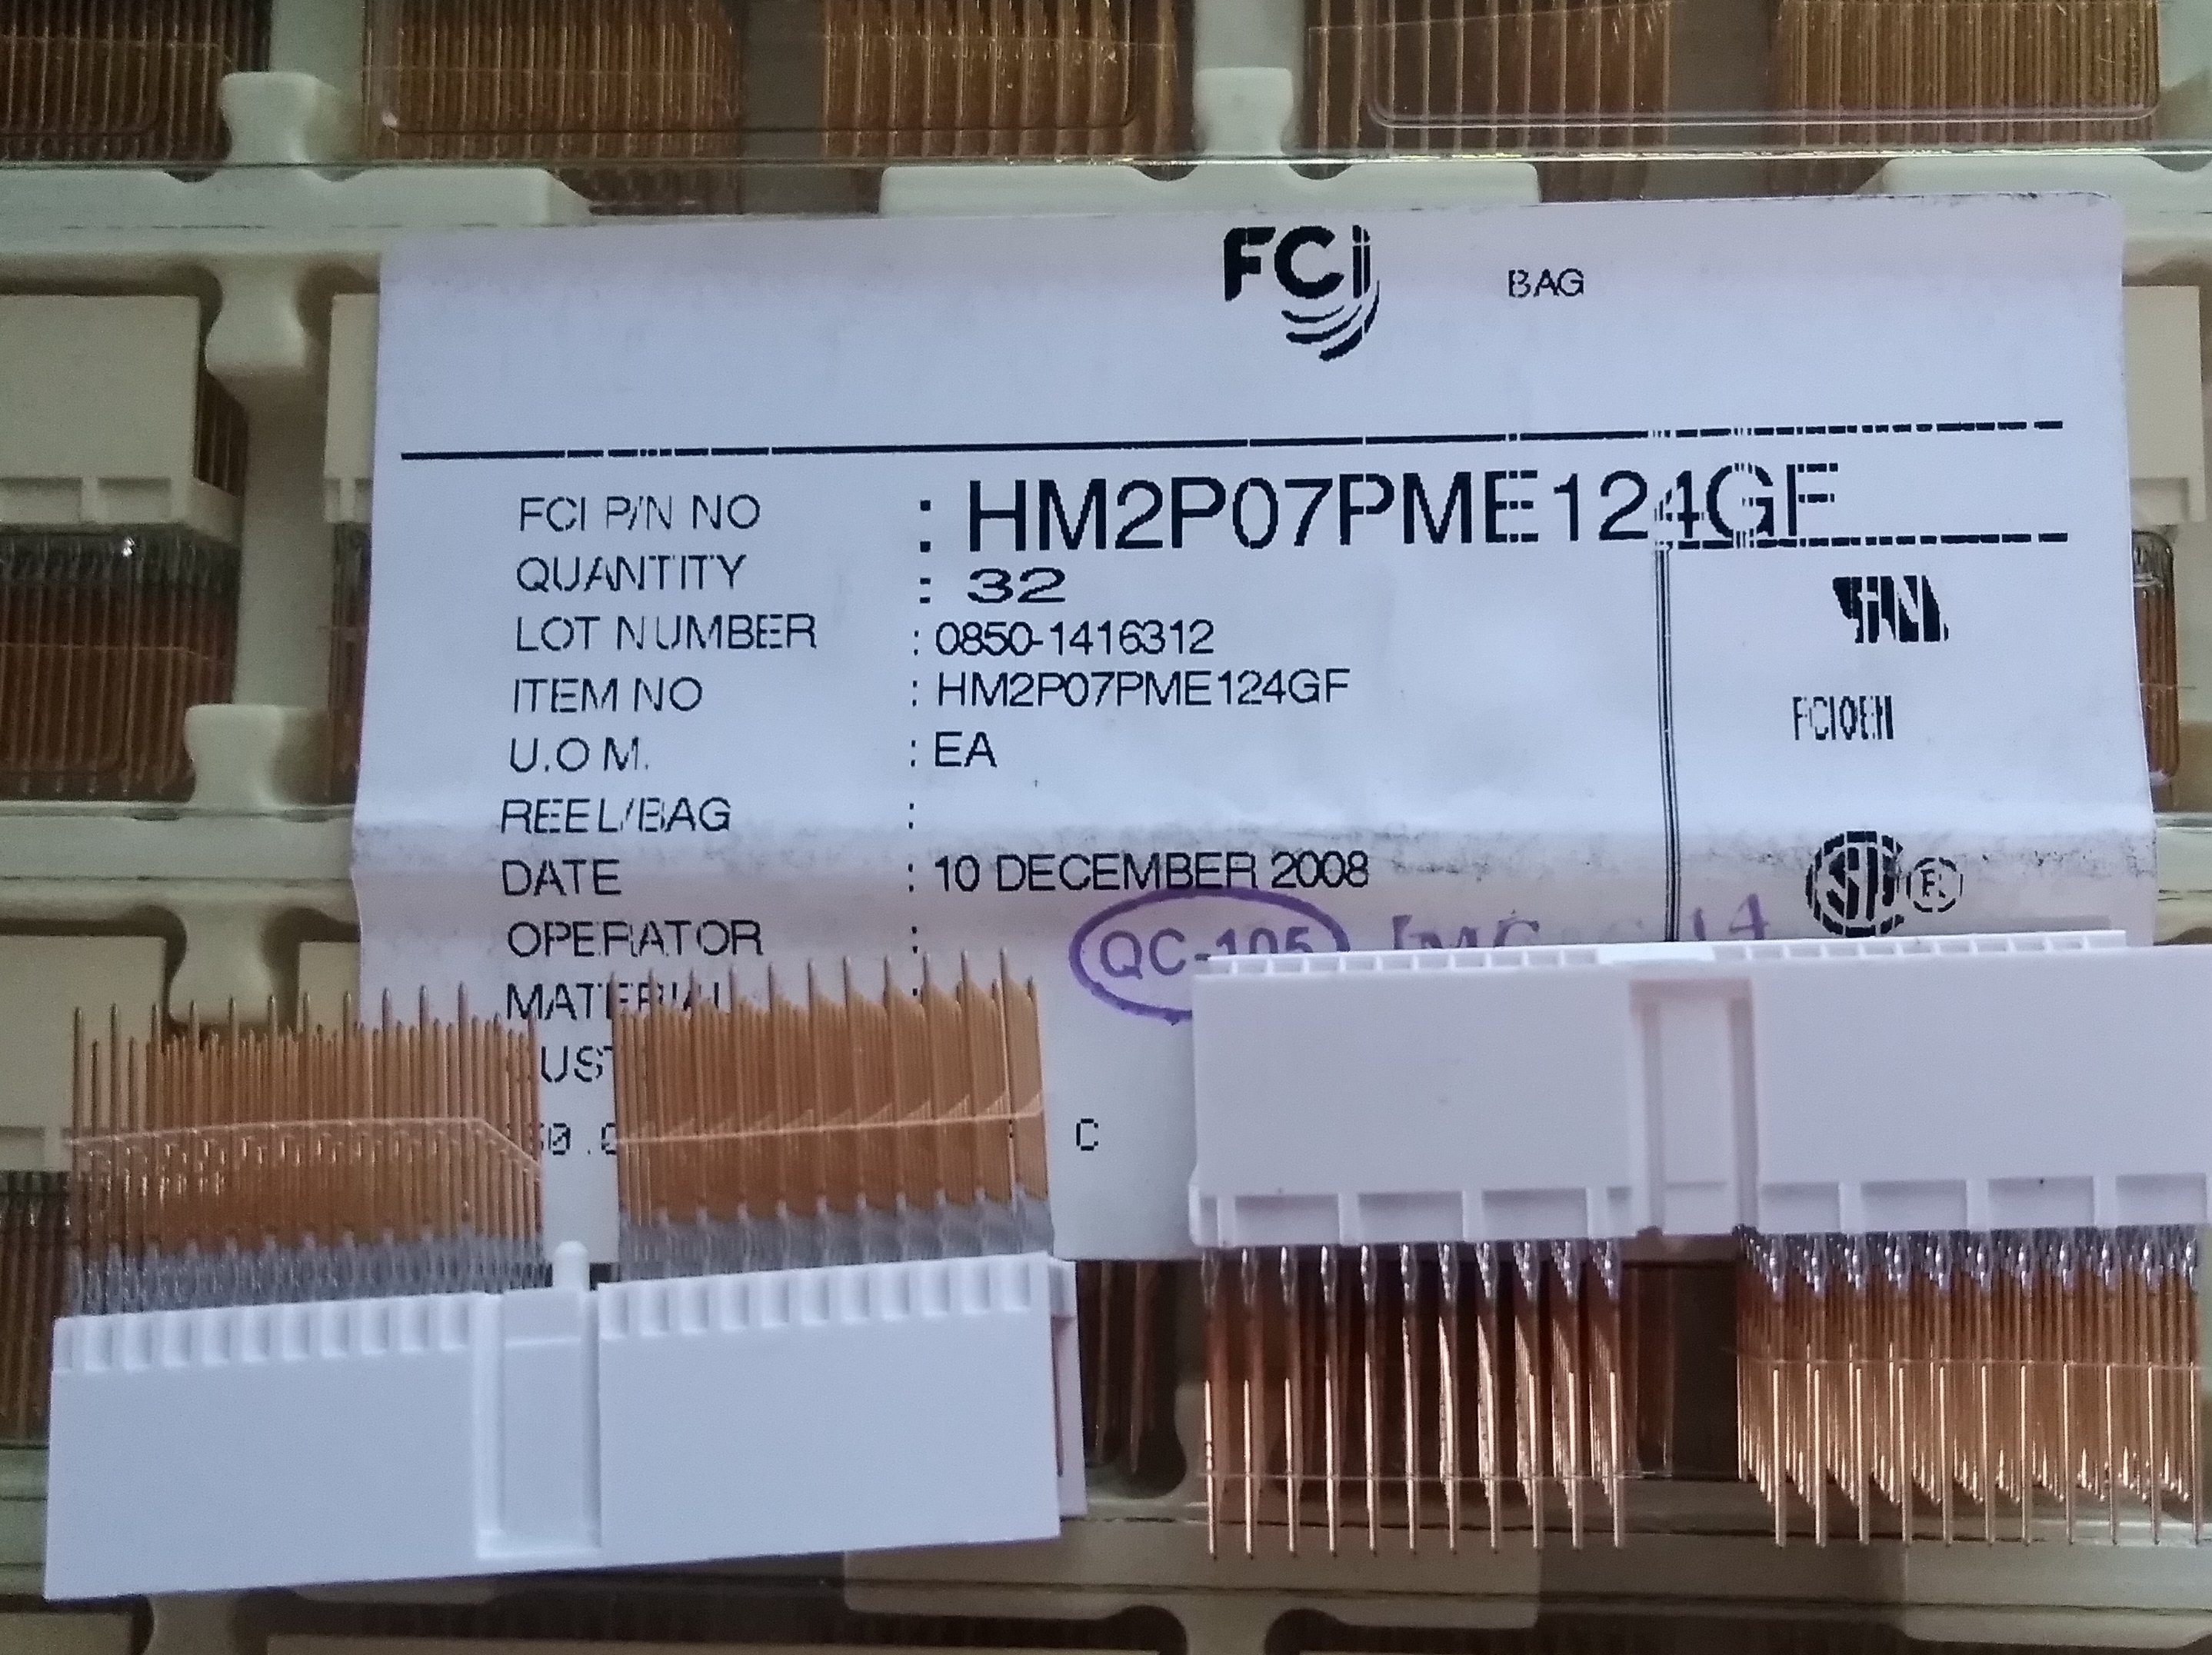 FCi
BAG
FCI P/N NO : HM2P07PME124GF
QUANTITY : 32
LOT NUMBER : 0850-1416312
ITEM NO : HM2P07PME124GF
U.O.M. : EA
REEL/BAG :
DATE : 10 DECEMBER 2008
OPERATOR :
QC-105
MATERIAL :
C